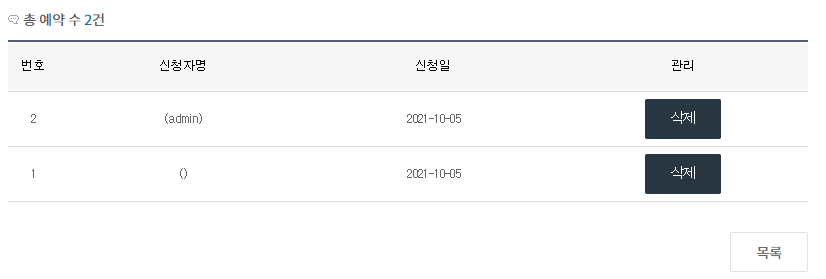 총 예약 수 2건
번호 신청자명 신청일 관리
2 (admin) 2021-10-05 삭제
1 () 2021-10-05 삭제
목록